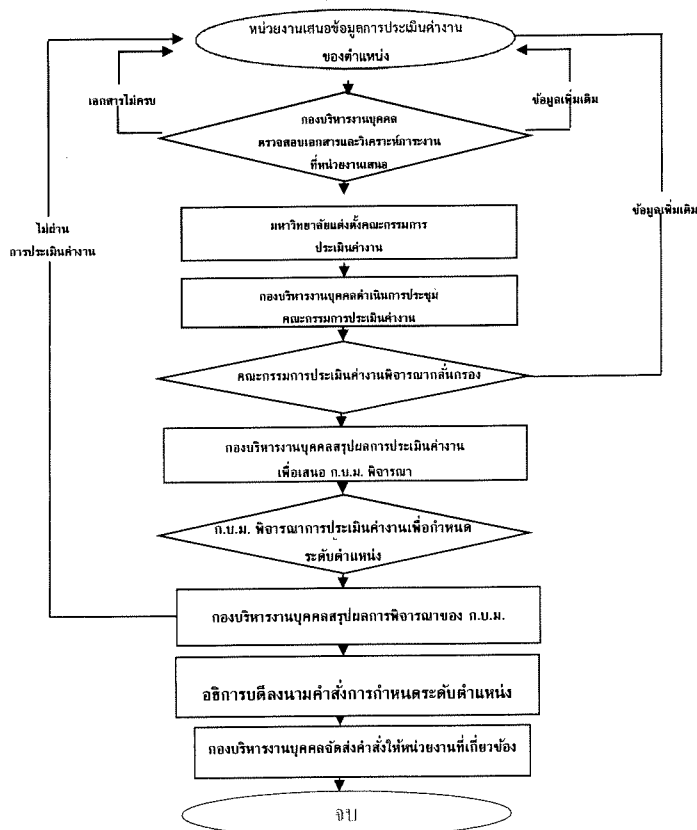 หน่วยงานเสนอข้อมูลการประเมินค่างาน
ของตำแหน่ง
เอกสารไม่ครบ
ข้อมูลเพิ่มเติม
กองบริหารงานบุคคล
ตรวจสอบเอกสารและวิเคราะห์ภาระงาน
ที่หน่วยงานเสนอ
ไม่ผ่าน
การประเมินค่างาน
ข้อมูลเพิ่มเติม
มหาวิทยาลัยแต่งตั้งคณะกรรมการ
ประเมินค่างาน
กองบริหารงานบุคคลดำเนินการประชุม
คณะกรรมการประเมินค่างาน
คณะกรรมการประเมินค่างานพิจารณากลั่นกรอง
กองบริหารงานบุคคลสรุปผลการประเมินค่างาน
เพื่อเสนอ ก.บ.ม. พิจารณา
ก.บ.ม. พิจารณาการประเมินค่างานเพื่อกำหนด
ระดับตำแหน่ง
กองบริหารงานบุคคลสรุปผลการพิจารณาของ ก.บ.ม.
อธิการบดีลงนามคำสั่งการกำหนดระดับตำแหน่ง
กองบริหารงานบุคคลจัดส่งคำสั่งให้หน่วยงานที่เกี่ยวข้อง
จบ